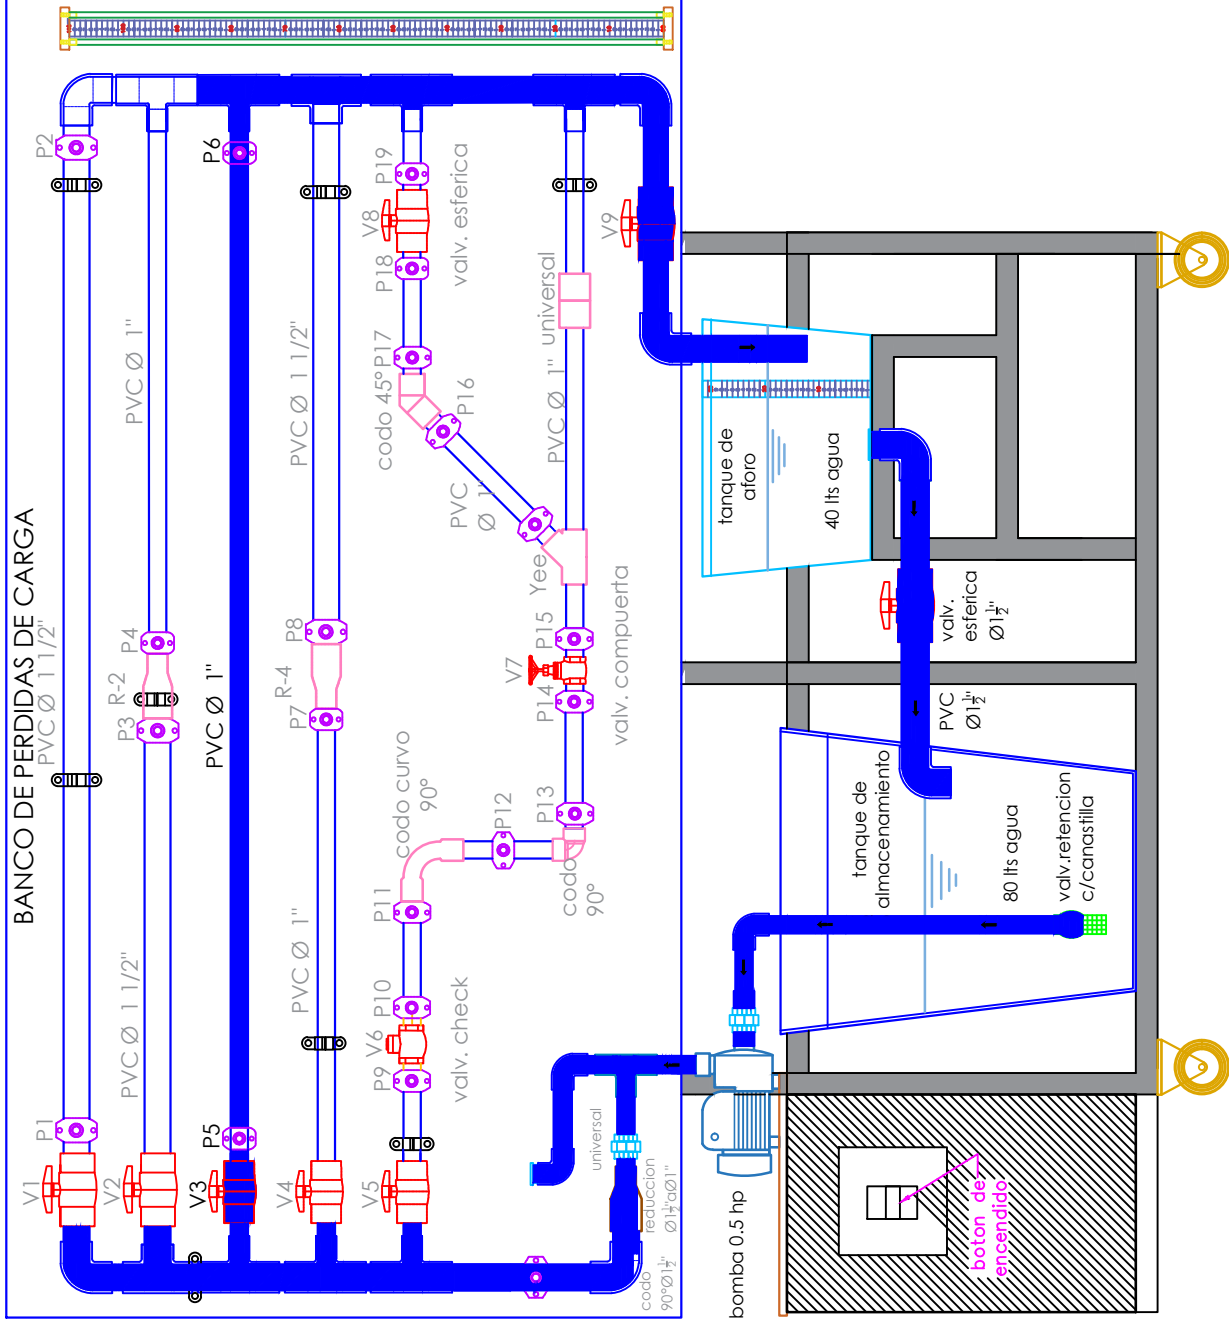 BANCO DE PERDIDAS DE CARGA
P2
PVC Ø 1 1/2"
P1
V1
PVC Ø 1"
P4
R-2
P3
PVC Ø 1 1/2"
V2
P6
PVC Ø 1"
P5
V3
PVC Ø 1 1/2"
P8
R-4
P7
PVC Ø 1"
V4
P19
V8
valv. esferica
P18
P17
codo 45°
P16
PVC
Ø 1"
codo curvo
90°
P12
P11
P10
V6
P9
valv. check
V5
universal
PVC Ø 1"
Yee
P15
V7
P14
valv. compuerta
P13
codo
90°
V9
universal
reduccion
Ø1½"aØ1"
codo
90°Ø1½"
tanque de
aforo
40 lts agua
valv.
esferica
Ø1½"
PVC
Ø1½"
tanque de
almacenamiento
80 lts agua
valv.retencion
c/canastilla
bomba 0.5 hp
boton de
encendido